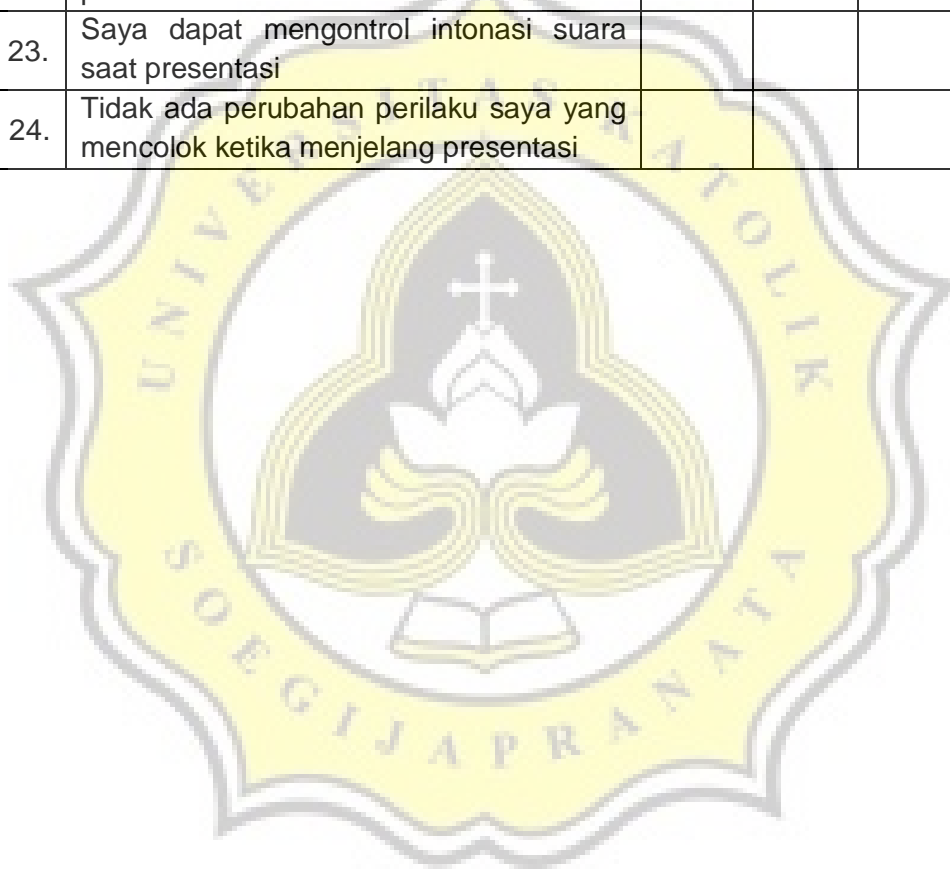 23. Saya dapat mengontrol intonasi suara
saat presentasi
24. Tidak ada perubahan perilaku saya yang
mencolok ketika menjelang presentasi
UNIVERSITAS KATOLIK
SOEGIJAPRANATA